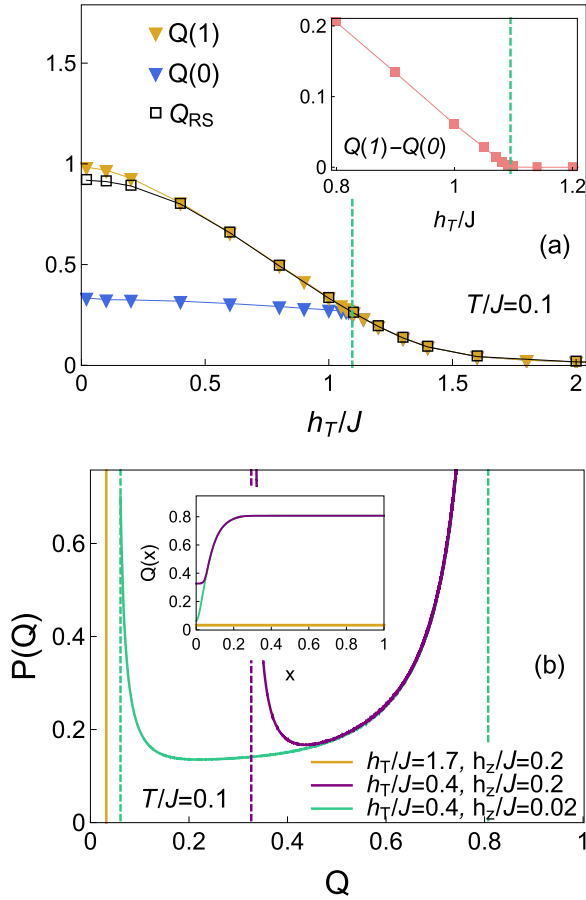 Q(1)
Q(0)
Q_RS
1.5
1
0.5
0
0
0.5
1.0
1.5
2.0
h_T/J
(a)
T/J=0.1
0.2
0.1
0
0.8
1
1.2
Q(1)−Q(0)
h_T/J
P(Q)
0.6
0.4
0.2
0
0
0.2
0.4
0.6
0.8
1
Q
(b)
T/J=0.1
Q(x)
0.8
0.6
0.4
0.2
0
0
0.2
0.4
0.6
0.8
1
x
h_T/J=1.7, h_z/J=0.2
h_T/J=0.4, h_z/J=0.2
h_T/J=0.4, h_z/J=0.02